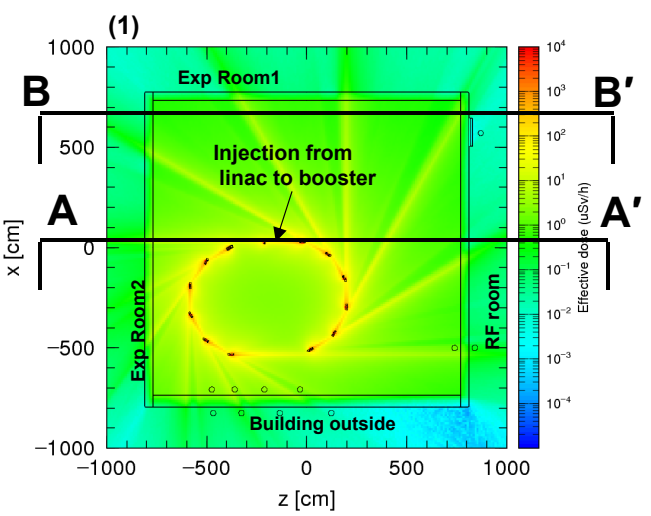 (1)
1000
500
0
−500
−1000
x [cm]
−1000
−500
0
500
1000
z [cm]
Exp Room1
B
B′
Injection from
linac to booster
A
A′
Exp Room2
RF room
Building outside
10⁴
10³
10²
10¹
10⁰
10⁻¹
10⁻²
10⁻³
10⁻⁴
Effective dose (uSv/h)